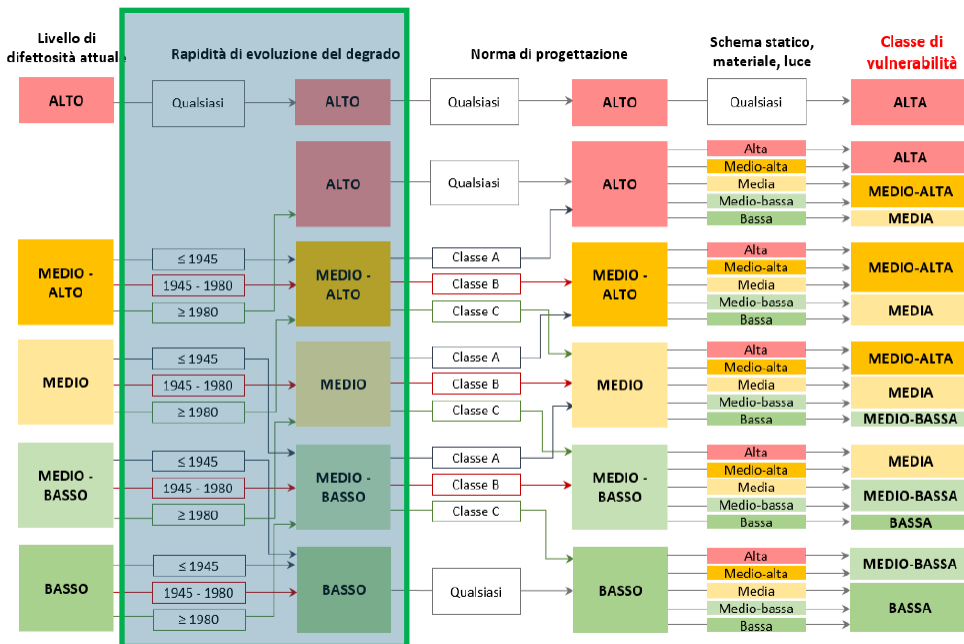 Livello di
difettosità attuale
Rapidità di evoluzione del degrado
Norma di progettazione
Schema statico,
materiale, luce
Classe di
vulnerabilità
ALTO
Qualsiasi
ALTO
Qualsiasi
ALTO
Qualsiasi
ALTA
ALTO
Qualsiasi
ALTO
Alta
Medio-alta
Media
Medio-bassa
Bassa
ALTA
MEDIO-ALTA
MEDIA
MEDIO -
ALTO
≤ 1945
1945 - 1980
≥ 1980
MEDIO -
ALTO
Classe A
Classe B
Classe C
MEDIO -
ALTO
Alta
Medio-alta
Media
Medio-bassa
Bassa
MEDIO-ALTA
MEDIA
MEDIO
≤ 1945
1945 - 1980
≥ 1980
MEDIO
Classe A
Classe B
Classe C
MEDIO
Alta
Medio-alta
Media
Medio-bassa
Bassa
MEDIO-ALTA
MEDIA
MEDIO-BASSA
MEDIO -
BASSO
≤ 1945
1945 - 1980
≥ 1980
MEDIO -
BASSO
Classe A
Classe B
Classe C
MEDIO -
BASSO
Alta
Medio-alta
Media
Medio-bassa
Bassa
MEDIA
MEDIO-BASSA
BASSA
BASSO
≤ 1945
1945 - 1980
≥ 1980
BASSO
Qualsiasi
BASSO
Alta
Medio-alta
Media
Medio-bassa
Bassa
MEDIO-BASSA
BASSA